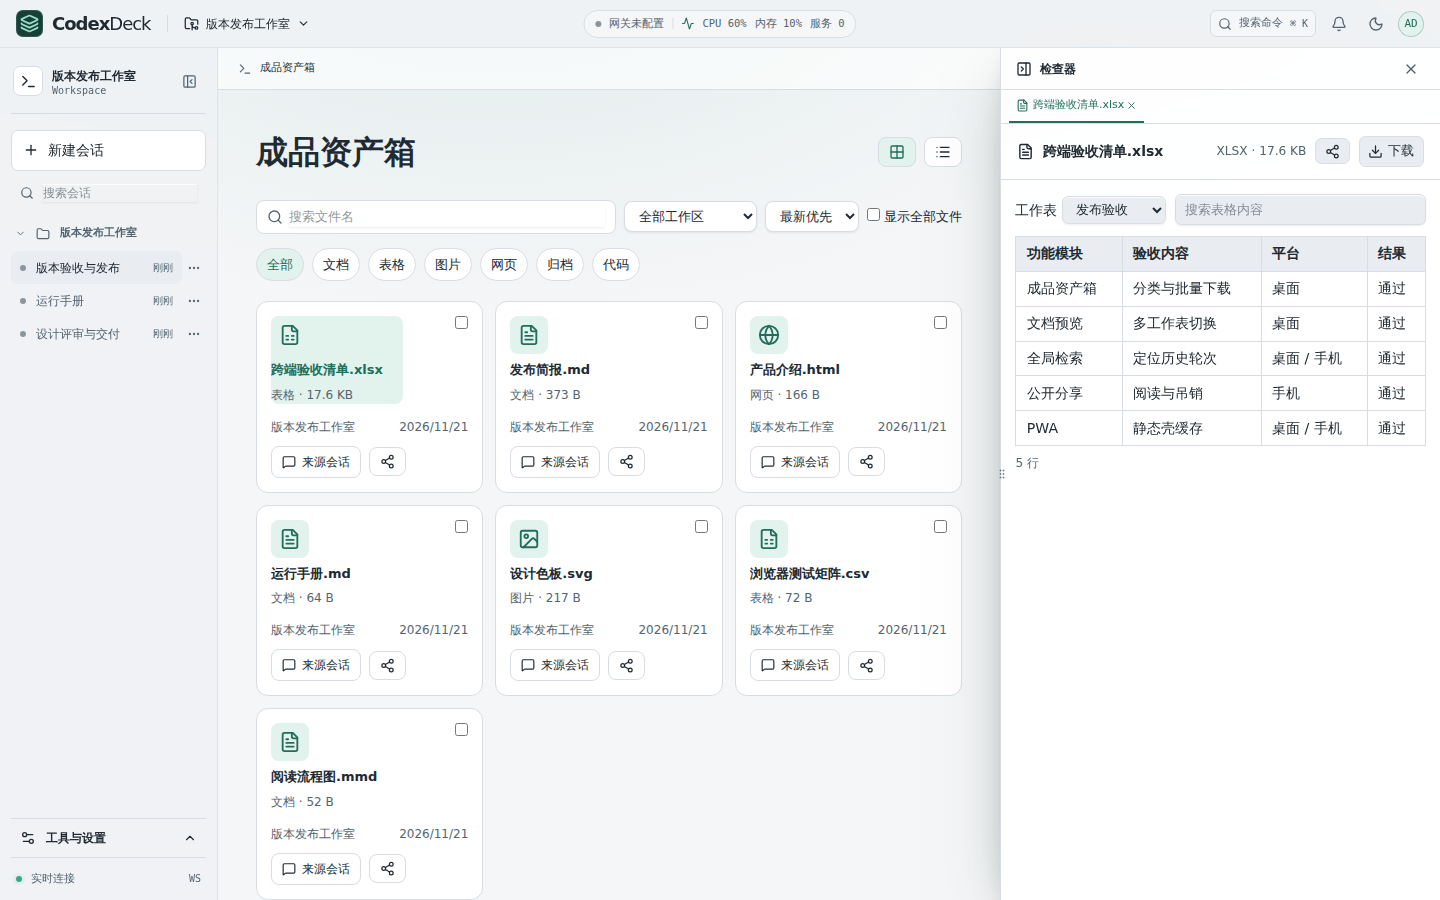 CodexDeck
版本发布工作室
网关未配置
CPU 60% 内存 10% 服务 0
搜索命令 ⌘ K
AD
版本发布工作室
Workspace
新建会话
搜索会话
版本发布工作室
版本验收与发布 刚刚
运行手册 刚刚
设计评审与交付 刚刚
工具与设置
实时连接 WS
成品资产箱
成品资产箱
搜索文件名
全部工作区
最新优先
显示全部文件
全部 文档 表格 图片 网页 归档 代码
跨端验收清单.xlsx
表格 · 17.6 KB
版本发布工作室 2026/11/21
来源会话
发布简报.md
文档 · 373 B
版本发布工作室 2026/11/21
来源会话
产品介绍.html
网页 · 166 B
版本发布工作室 2026/11/21
来源会话
运行手册.md
文档 · 64 B
版本发布工作室 2026/11/21
来源会话
设计色板.svg
图片 · 217 B
版本发布工作室 2026/11/21
来源会话
浏览器测试矩阵.csv
表格 · 72 B
版本发布工作室 2026/11/21
来源会话
阅读流程图.mmd
文档 · 52 B
版本发布工作室 2026/11/21
来源会话
检查器
跨端验收清单.xlsx
跨端验收清单.xlsx
XLSX · 17.6 KB
下载
工作表 发布验收 搜索表格内容
功能模块 验收内容 平台 结果
成品资产箱 分类与批量下载 桌面 通过
文档预览 多工作表切换 桌面 通过
全局检索 定位历史轮次 桌面 / 手机 通过
公开分享 阅读与吊销 手机 通过
PWA 静态壳缓存 桌面 / 手机 通过
5 行